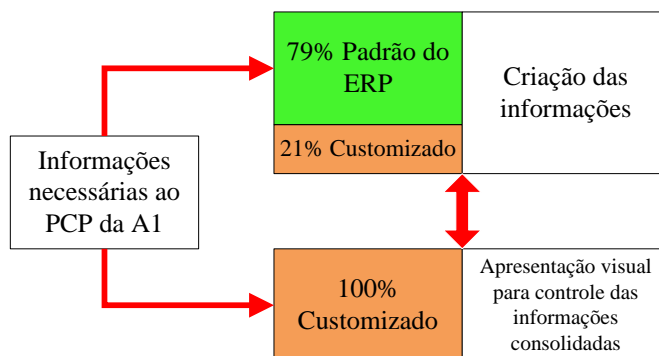 79% Padrão do
ERP
21% Customizado
Criação das
informações
Informações
necessárias ao
PCP da A1
100%
Customizado
Apresentação visual
para controle das
informações
consolidadas